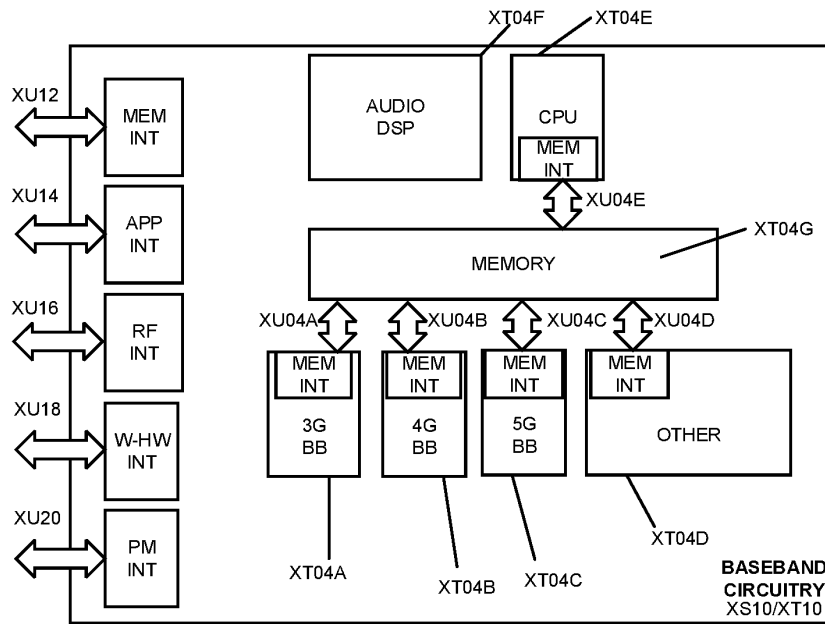 XT04F
XT04E
XU12
MEM
INT
AUDIO
DSP
CPU
MEM
INT
XU14
APP
INT
XU04E
XT04G
MEMORY
XU16
RF
INT
XU04A
XU04B
XU04C
XU04D
MEM
INT
3G
BB
MEM
INT
4G
BB
MEM
INT
5G
BB
MEM
INT
OTHER
XU18
W-HW
INT
XU20
PM
INT
XT04A
XT04B
XT04C
XT04D
BASEBAND
CIRCUITRY
XS10/XT10